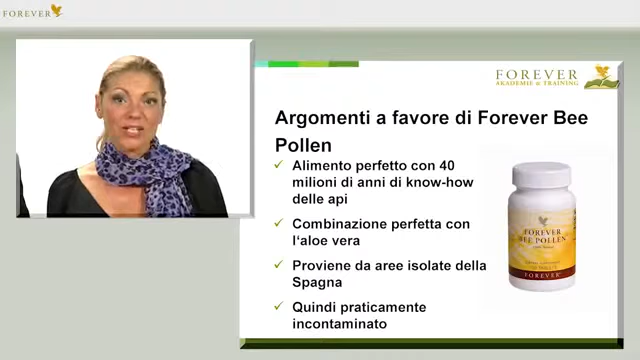 FOREVER
FOREVER
AKADEMIE & TRAINING
Argomenti a favore di Forever Bee
Pollen
Alimento perfetto con 40
milioni di anni di know-how
delle api
Combinazione perfetta con
l'aloe vera
Proviene da aree isolate della
Spagna
Quindi praticamente
incontaminato
FOREVER
BEE POLLEN
FOREVER